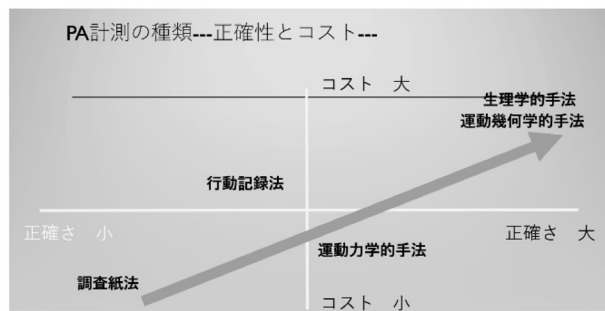 PA計測の種類---正確性とコスト---
コスト　大
生理学的手法
運動幾何学的手法
行動記録法
正確さ　小
正確さ　大
運動力学的手法
調査紙法
コスト　小